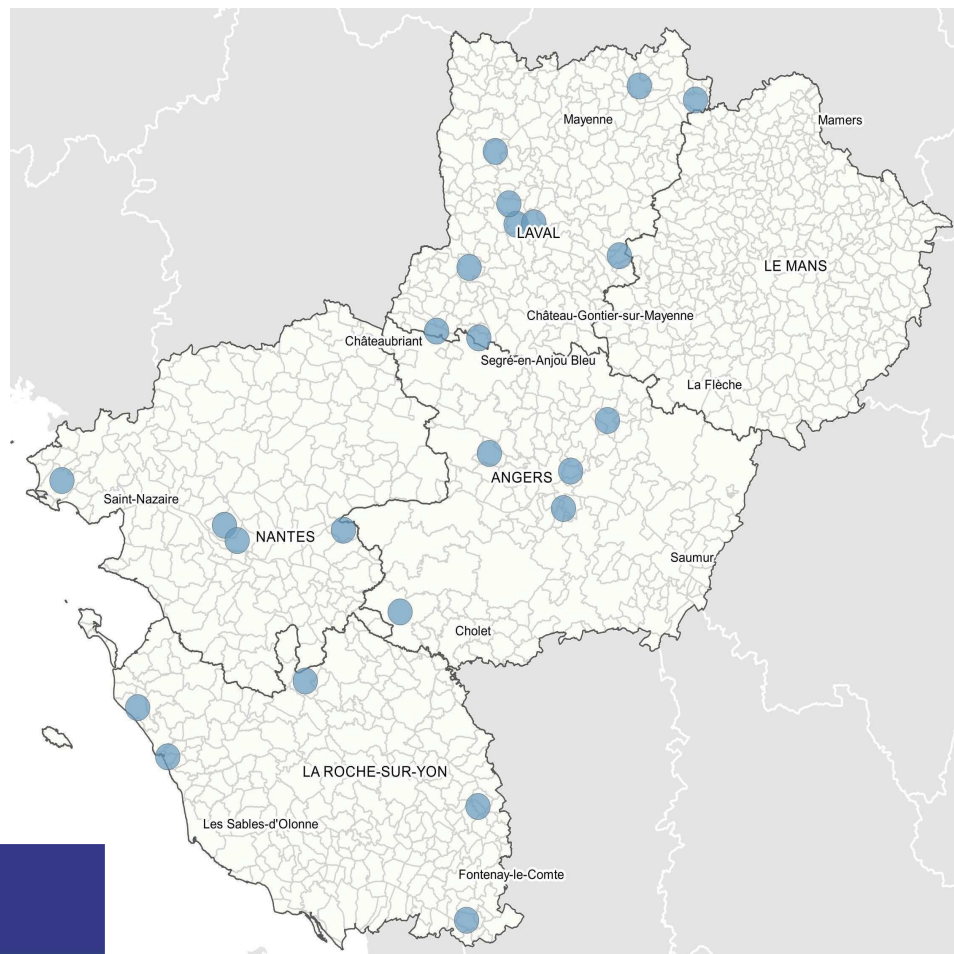 Mayenne
Mamers
LAVAL
LE MANS
Château-Gontier-sur-Mayenne
Châteaubriant
Segré-en-Anjou Bleu
La Flèche
ANGERS
Saint-Nazaire
NANTES
Saumur
Cholet
LA ROCHE-SUR-YON
Les Sables-d'Olonne
Fontenay-le-Comte